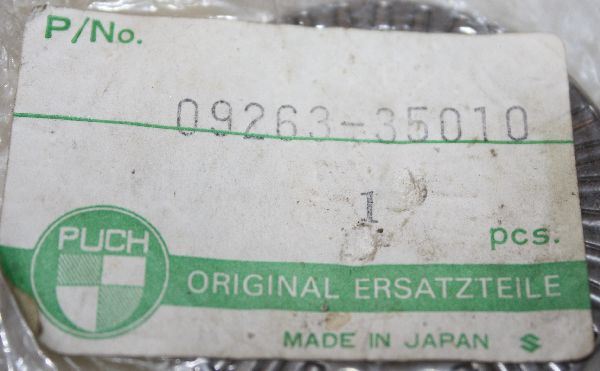 P/No.
09263-35010
1
pcs.
PUCH
ORIGINAL ERSATZTEILE
MADE IN JAPAN